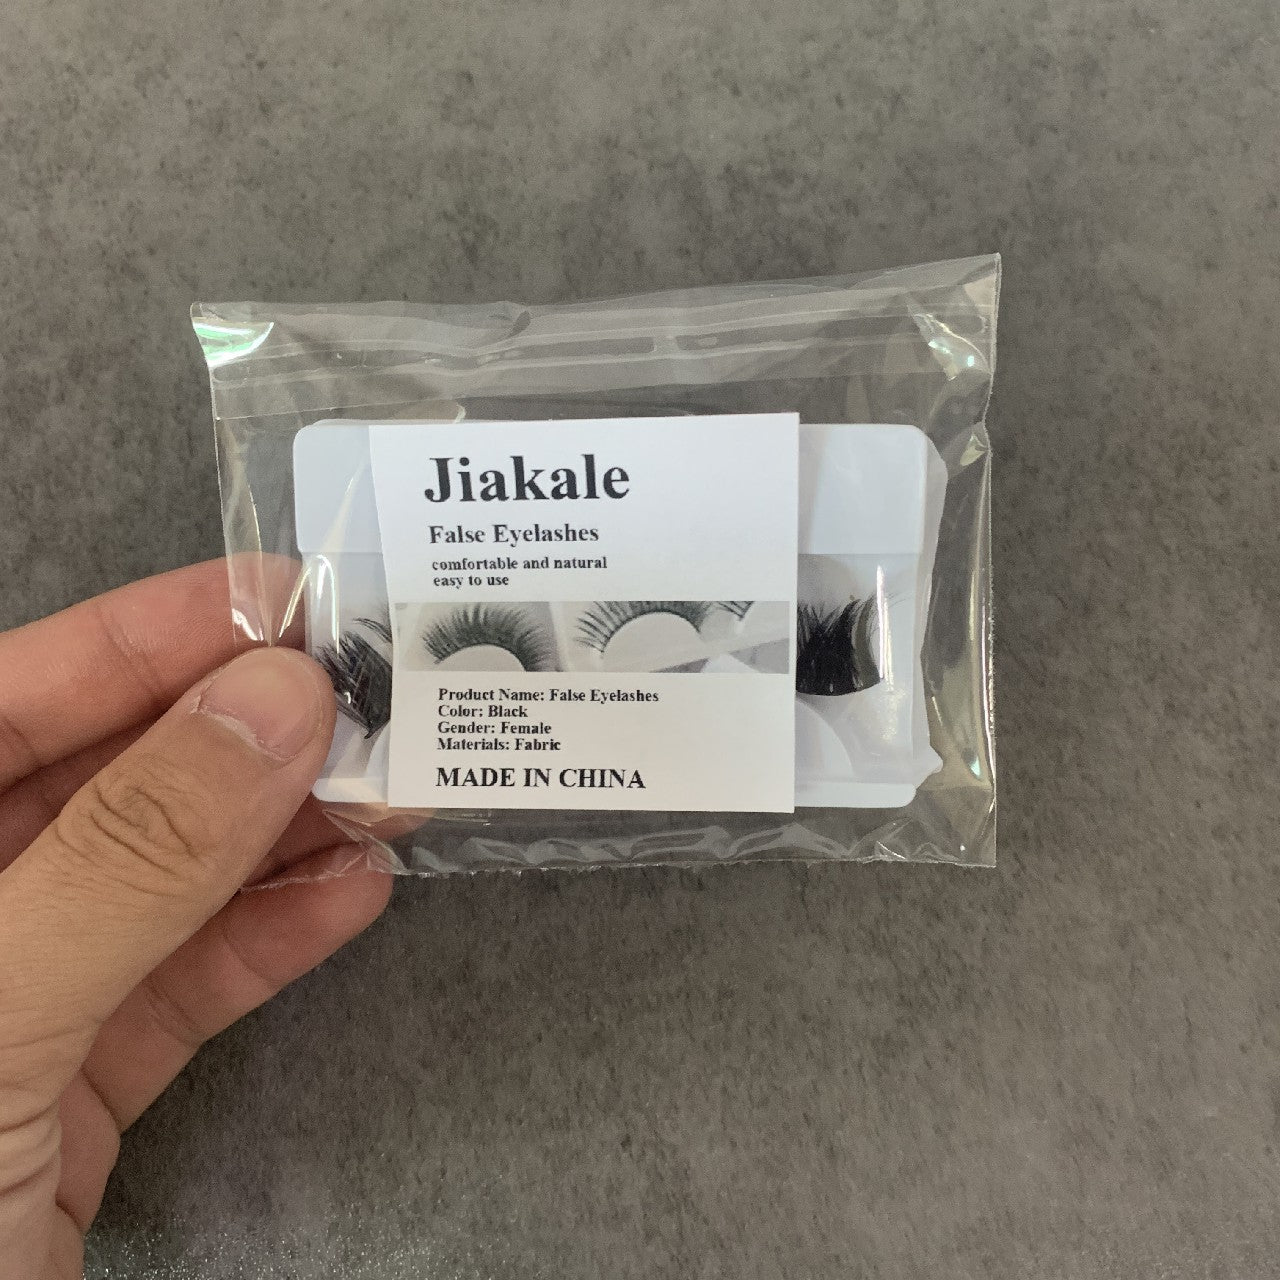 Jiakale
False Eyelashes
comfortable and natural
easy to use
Product Name: False Eyelashes
Color: Black
Gender: Female
Materials: Fabric
MADE IN CHINA